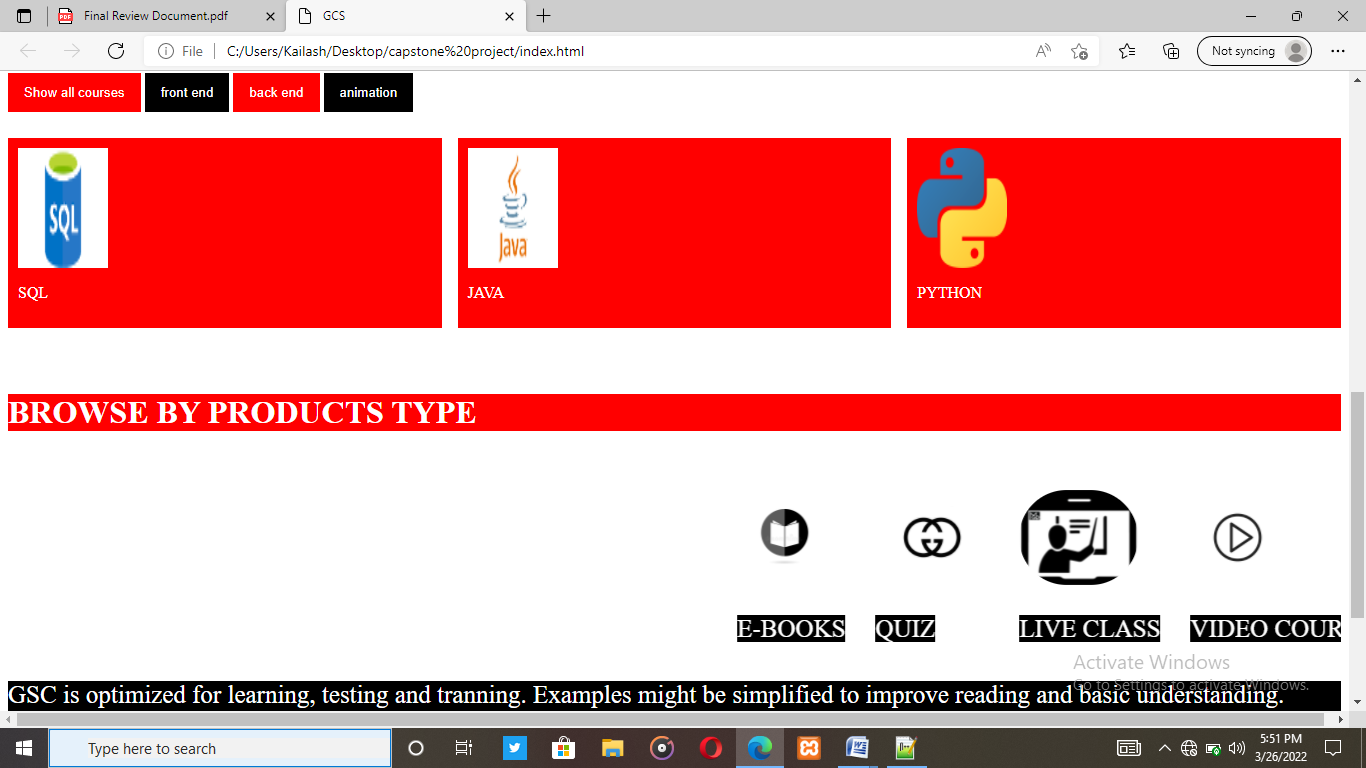 Final Review Document.pdf
GCS
File
C:/Users/Kailash/Desktop/capstone%20project/index.html
Not syncing
Show all courses
front end
back end
animation
SQL
Java
SQL
JAVA
PYTHON
BROWSE BY PRODUCTS TYPE
E-BOOKS
QUIZ
LIVE CLASS
VIDEO COUR
Activate Windows
Go to Settings to activate Windows.
GSC is optimized for learning, testing and tranning. Examples might be simplified to improve reading and basic understanding.
Type here to search
5:51 PM
3/26/2022